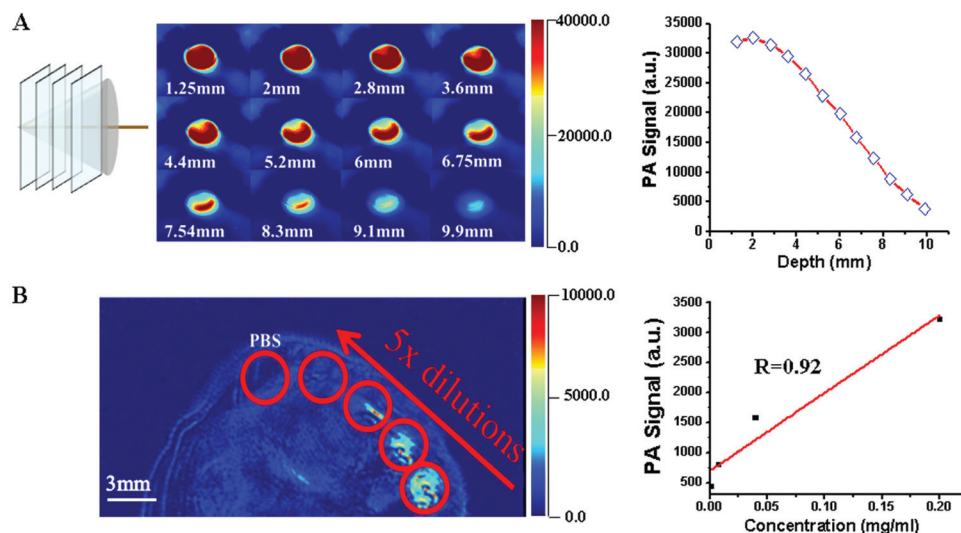 A
1.25mm 2mm 2.8mm 3.6mm
4.4mm 5.2mm 6mm 6.75mm
7.54mm 8.3mm 9.1mm 9.9mm
40000.0
20000.0
0.0
PA Signal (a.u.)
35000
30000
25000
20000
15000
10000
5000
0
0 2 4 6 8 10
Depth (mm)
B
PBS
5x dilutions
3mm
10000.0
5000.0
0.0
PA Signal (a.u.)
3500
3000
2500
2000
1500
1000
500
R=0.92
0.00 0.05 0.10 0.15 0.20
Concentration (mg/ml)